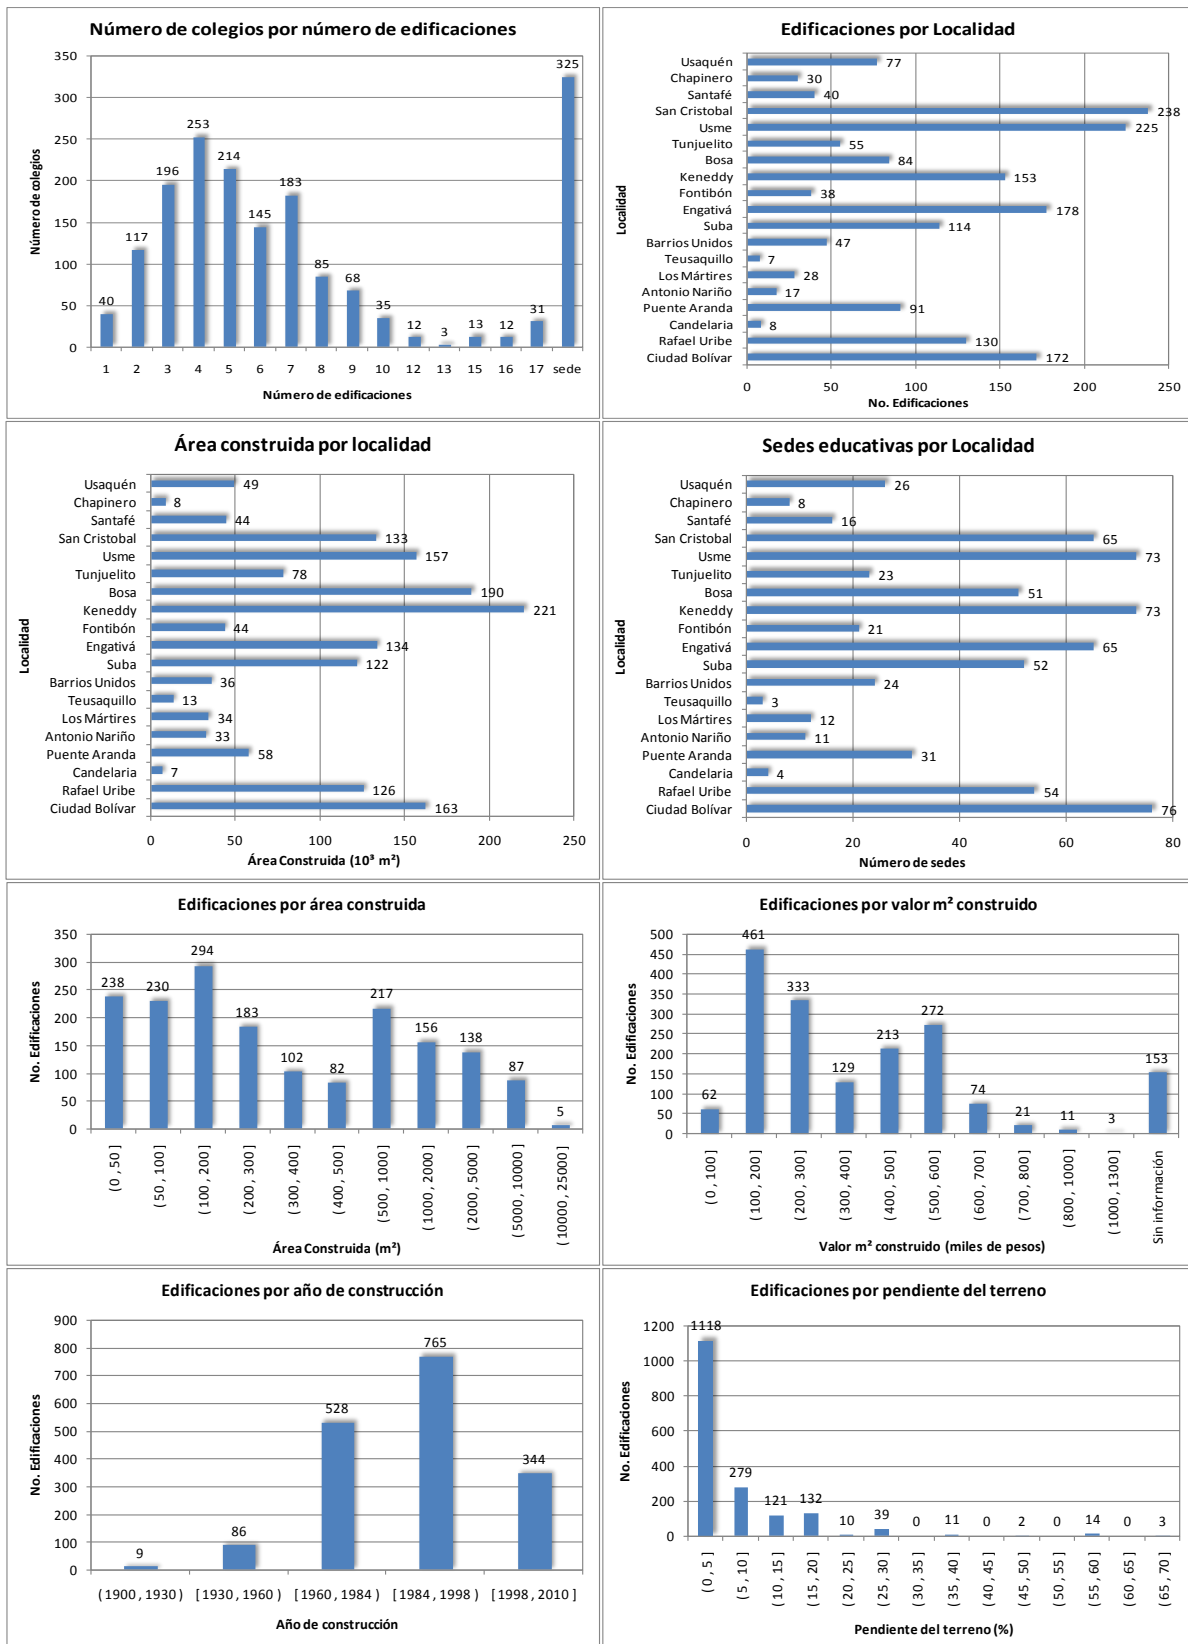 Número de colegios por número de edificaciones
350
300
250
200
150
100
50
0
Número de colegios
40
117
196
253
214
145
183
85
68
35
12
3
13
12
31
325
1 2 3 4 5 6 7 8 9 10 12 13 15 16 17 sede
Número de edificaciones
Edificaciones por Localidad
Localidad
Usaquén 77
Chapinero 30
Santafé 40
San Cristobal 238
Usme 225
Tunjuelito 55
Bosa 84
Keneddy 153
Fontibón 38
Engativá 178
Suba 114
Barrios Unidos 47
Teusaquillo 7
Los Mártires 28
Antonio Nariño 17
Puente Aranda 91
Candelaria 8
Rafael Uribe 130
Ciudad Bolívar 172
0 50 100 150 200 250
No. Edificaciones
Área construida por localidad
Localidad
Usaquén 49
Chapinero 8
Santafé 44
San Cristobal 133
Usme 157
Tunjuelito 78
Bosa 190
Keneddy 221
Fontibón 44
Engativá 134
Suba 122
Barrios Unidos 36
Teusaquillo 13
Los Mártires 34
Antonio Nariño 33
Puente Aranda 58
Candelaria 7
Rafael Uribe 126
Ciudad Bolívar 163
0 50 100 150 200 250
Área Construida (10³ m²)
Sedes educativas por Localidad
Localidad
Usaquén 26
Chapinero 8
Santafé 16
San Cristobal 65
Usme 73
Tunjuelito 23
Bosa 51
Keneddy 73
Fontibón 21
Engativá 65
Suba 52
Barrios Unidos 24
Teusaquillo 3
Los Mártires 12
Antonio Nariño 11
Puente Aranda 31
Candelaria 4
Rafael Uribe 54
Ciudad Bolívar 76
0 20 40 60 80
Número de sedes
Edificaciones por área construida
350
300
250
200
150
100
50
0
No. Edificaciones
238
230
294
183
102
82
217
156
138
87
5
( 0 , 50 ]
( 50 , 100 ]
( 100 , 200 ]
( 200 , 300 ]
( 300 , 400 ]
( 400 , 500 ]
( 500 , 1000 ]
( 1000 , 2000 ]
( 2000 , 5000 ]
( 5000 , 10000 ]
( 10000 , 25000 ]
Área Construida (m²)
Edificaciones por valor m² construido
500
450
400
350
300
250
200
150
100
50
0
No. Edificaciones
62
461
333
129
213
272
74
21
11
3
153
( 0 , 100 ]
( 100 , 200 ]
( 200 , 300 ]
( 300 , 400 ]
( 400 , 500 ]
( 500 , 600 ]
( 600 , 700 ]
( 700 , 800 ]
( 800 , 1000 ]
( 1000 , 1300 ]
Sin información
Valor m² construido (miles de pesos)
Edificaciones por año de construcción
900
800
700
600
500
400
300
200
100
0
No. Edificaciones
9
86
528
765
344
( 1900 , 1930 ) [ 1930 , 1960 ) [ 1960 , 1984 ) [ 1984 , 1998 ) [ 1998 , 2010 ]
Año de construcción
Edificaciones por pendiente del terreno
1200
1000
800
600
400
200
0
No. Edificaciones
1118
279
121
132
10
39
0
11
0
2
0
14
0
3
( 0 , 5 ]
( 5 , 10 ]
( 10 , 15 ]
( 15 , 20 ]
( 20 , 25 ]
( 25 , 30 ]
( 30 , 35 ]
( 35 , 40 ]
( 40 , 45 ]
( 45 , 50 ]
( 50 , 55 ]
( 55 , 60 ]
( 60 , 65 ]
( 65 , 70 ]
Pendiente del terreno (%)